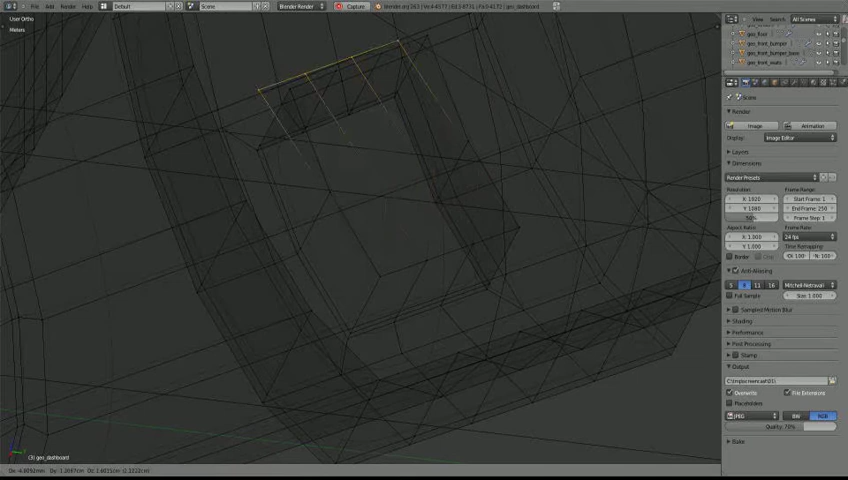 File Add Render Help Default Scene Blender Render Capture
User Ortho
Meters
(3) geo_dashboard
View Search All Scenes
geo_floor
geo_front_bumper
geo_front_seats
Scene
Render
Image Animation
Display: Image Editor
Layers
Dimensions
Render Presets
Resolution: Frame Range:
X: 1920 Start Frame: 1
Y: 1080 End Frame: 250
50% Frame Step: 1
Aspect Ratio: Frame Rate:
X: 1.000 24 fps
Y: 1.000 Time Remapping:
Border Crop
Anti-Aliasing
5 8 11 16 Mitchell-Netravali
Full Sample Size: 1.000
Sampled Motion Blur
Shading
Performance
Post Processing
Stamp
Output
Overwrite File Extensions
Placeholders
JPEG BW RGB
Quality: 70%
Bake